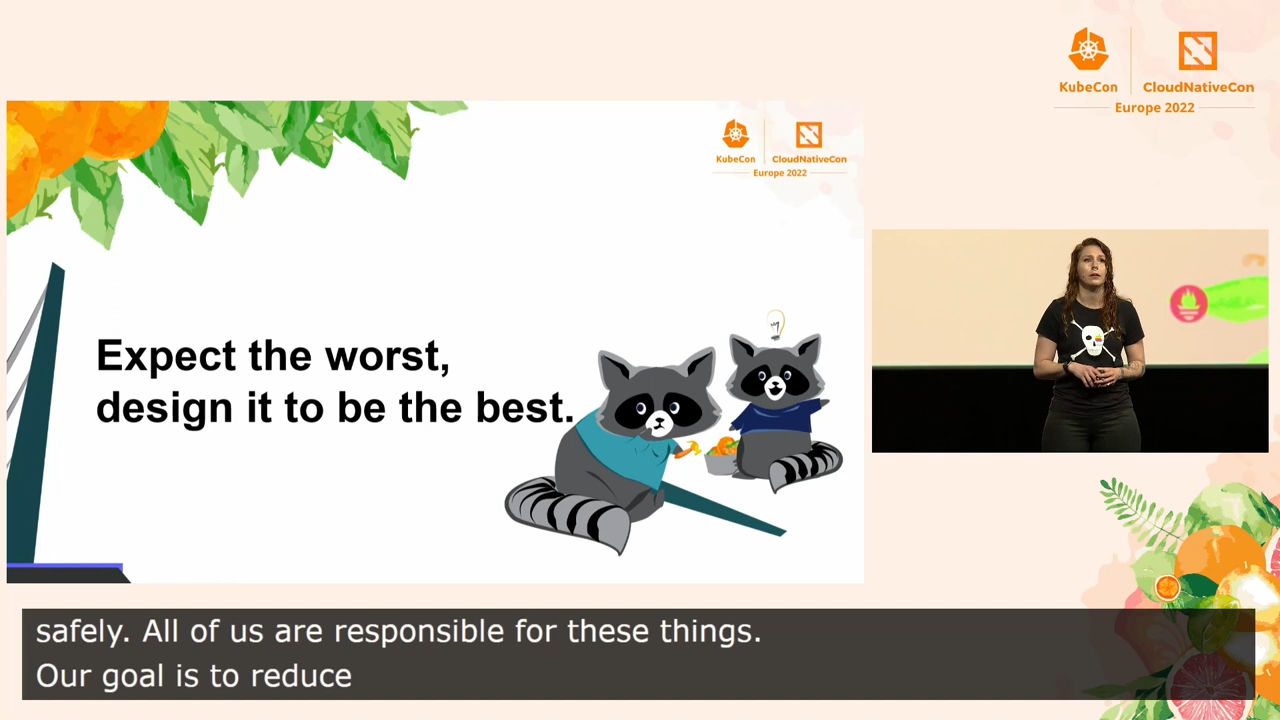 KubeCon
CloudNativeCon
Europe 2022
KubeCon
CloudNativeCon
Europe 2022
Expect the worst,
design it to be the best.
safely. All of us are responsible for these things.
Our goal is to reduce